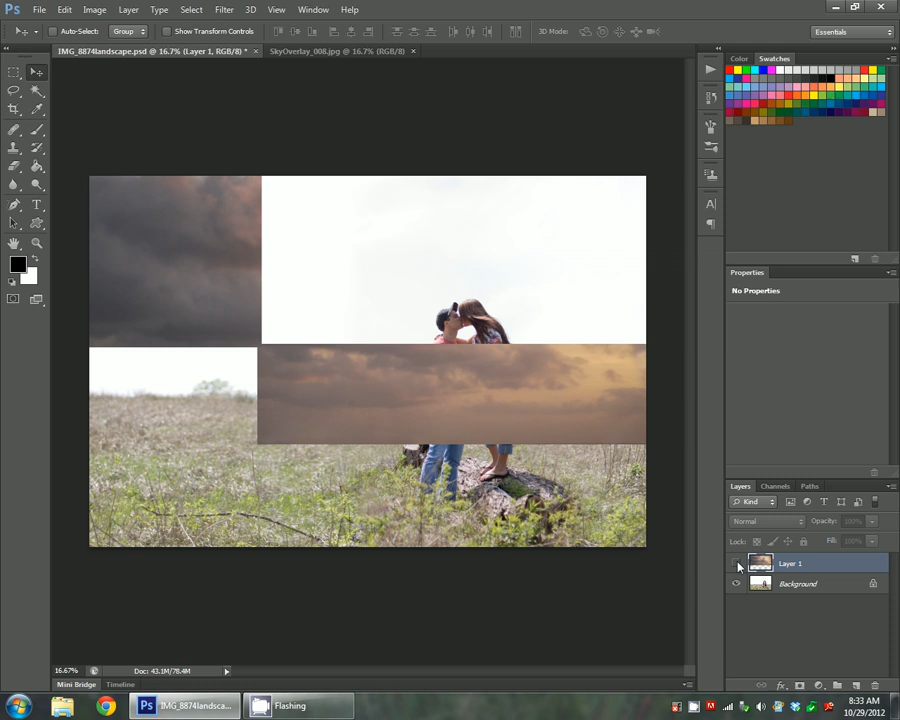 Ps File Edit Image Layer Type Select Filter 3D View Window Help
Auto-Select: Group Show Transform Controls 3D Mode: Essentials
IMG_8874landscape.psd @ 16.7% (Layer 1, RGB/8) * × SkyOverlay_008.jpg @ 16.7% (RGB/8) ×
Color Swatches
Properties
No Properties
Layers Channels Paths
Kind
Normal Opacity: 100%
Lock: Fill: 100%
Layer 1
Background
16.67% Doc: 43.1M/78.4M
Mini Bridge Timeline
Ps IMG_8874landsca... Flashing
8:33 AM
10/29/2012